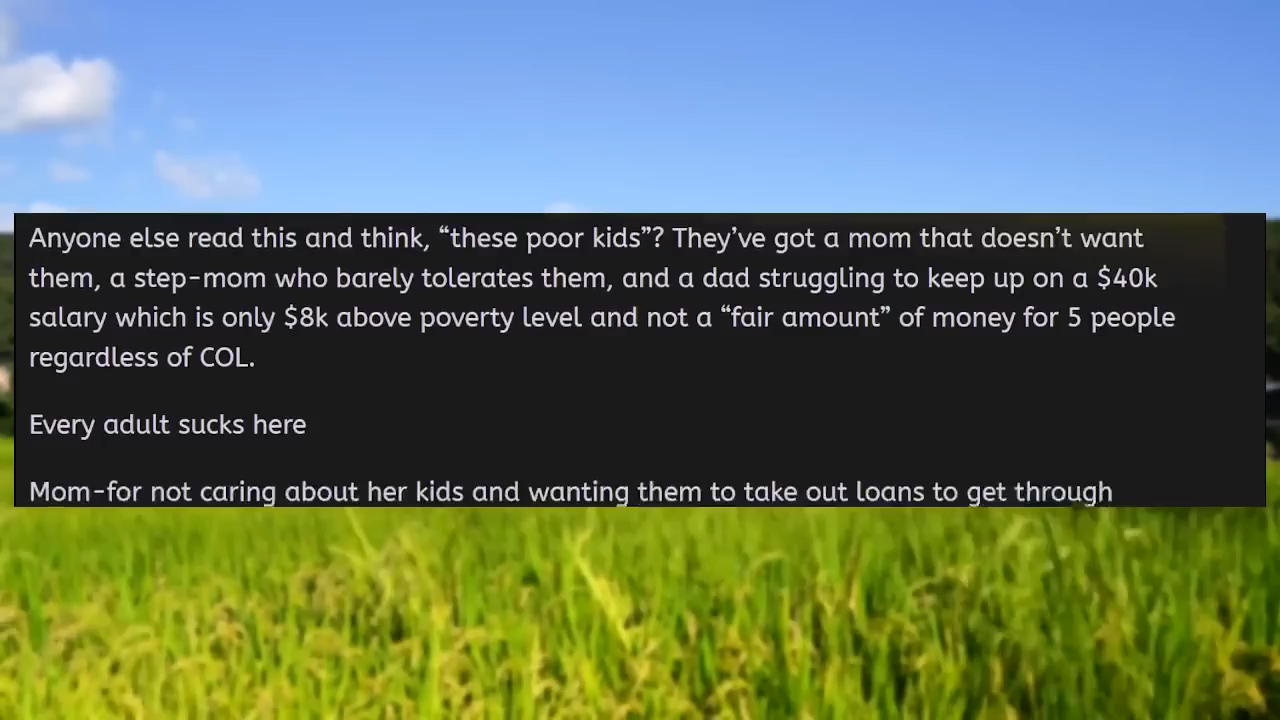 Anyone else read this and think, “these poor kids”? They’ve got a mom that doesn’t want
them, a step-mom who barely tolerates them, and a dad struggling to keep up on a $40k
salary which is only $8k above poverty level and not a “fair amount” of money for 5 people
regardless of COL.
Every adult sucks here
Mom-for not caring about her kids and wanting them to take out loans to get through